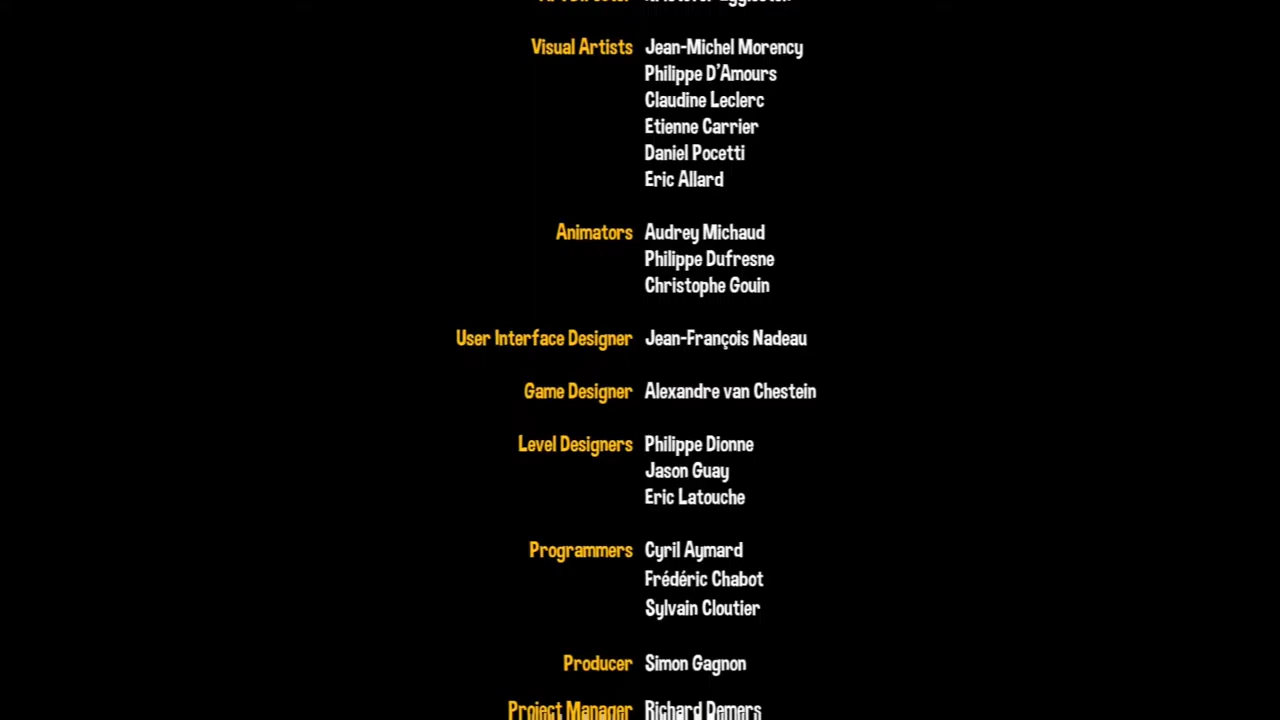 Visual Artists Jean-Michel Morency
Philippe D'Amours
Claudine Leclerc
Etienne Carrier
Daniel Pocetti
Eric Allard
Animators Audrey Michaud
Philippe Dufresne
Christophe Gouin
User Interface Designer Jean-François Nadeau
Game Designer Alexandre van Chestein
Level Designers Philippe Dionne
Jason Guay
Eric Latouche
Programmers Cyril Aymard
Frédéric Chabot
Sylvain Cloutier
Producer Simon Gagnon
Project Manager Richard Demers